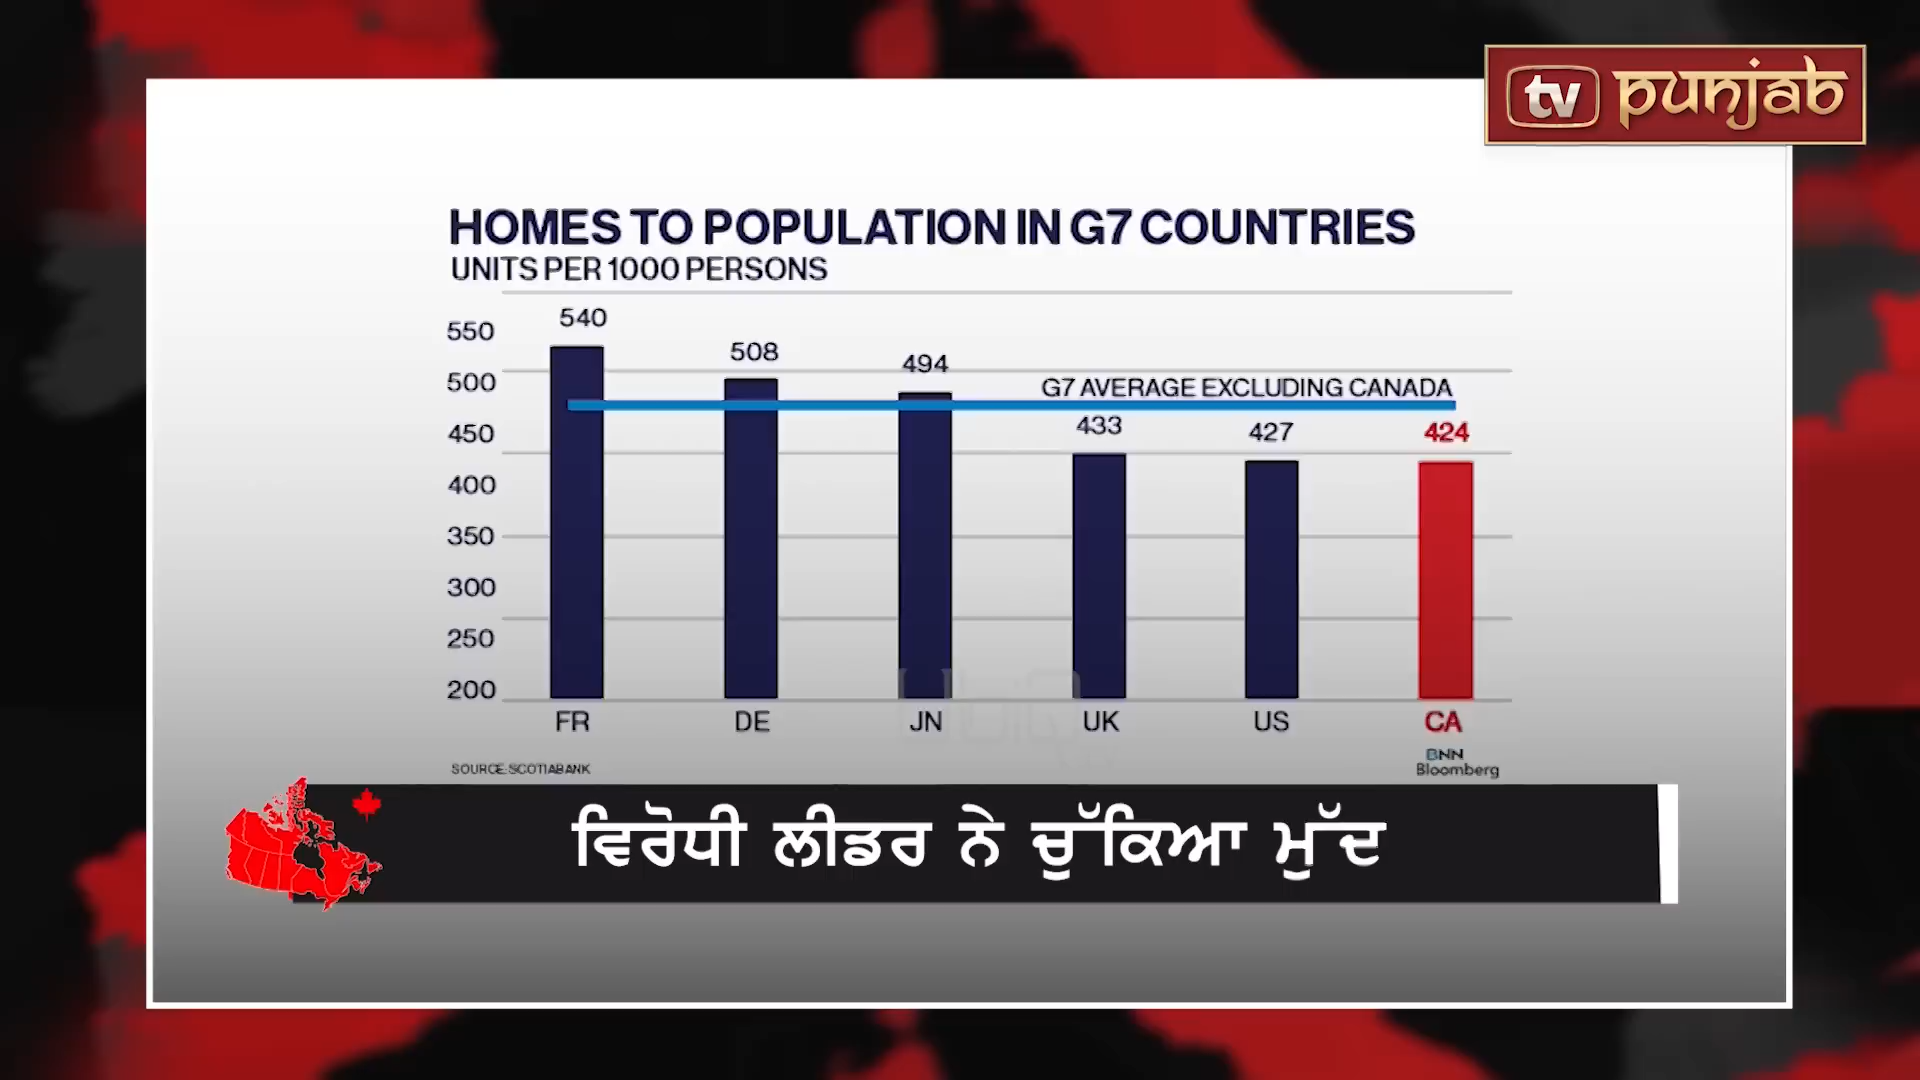 tv punjab
HOMES TO POPULATION IN G7 COUNTRIES
UNITS PER 1000 PERSONS
550
500
450
400
350
300
250
200
540
508
494
433
427
424
G7 AVERAGE EXCLUDING CANADA
FR DE JN UK US CA
SOURCE: SCOTIABANK
BNN
Bloomberg
ਵਿਰੋਧੀ ਲੀਡਰ ਨੇ ਚੁੱਕਿਆ ਮੁੱਦ